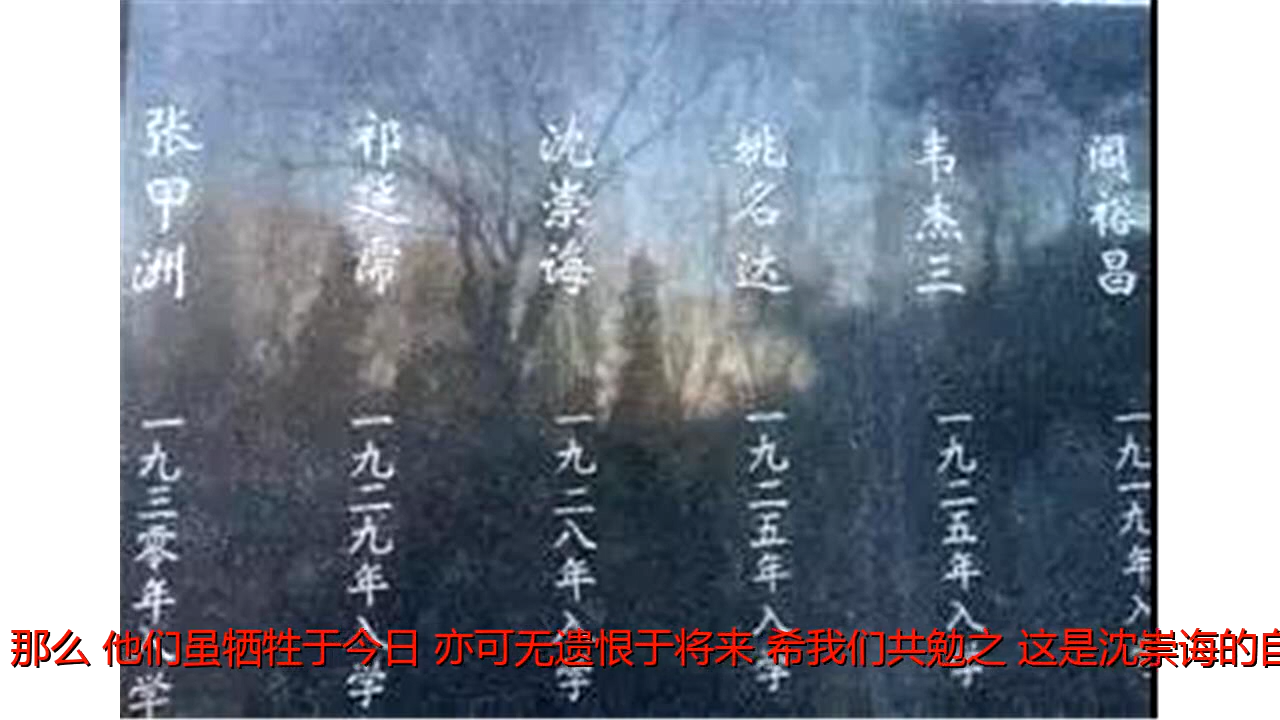 阎裕昌 一九一九年入
韦杰三 一九二五年入学
姚名达 一九二五年入学
沈崇诲 一九二八年入学
祁延霈 一九二九年入学
张甲洲 一九三零年入学
那么 他们虽牺牲于今日 亦可无遗恨于将来 希我们共勉之 这是沈崇诲的自